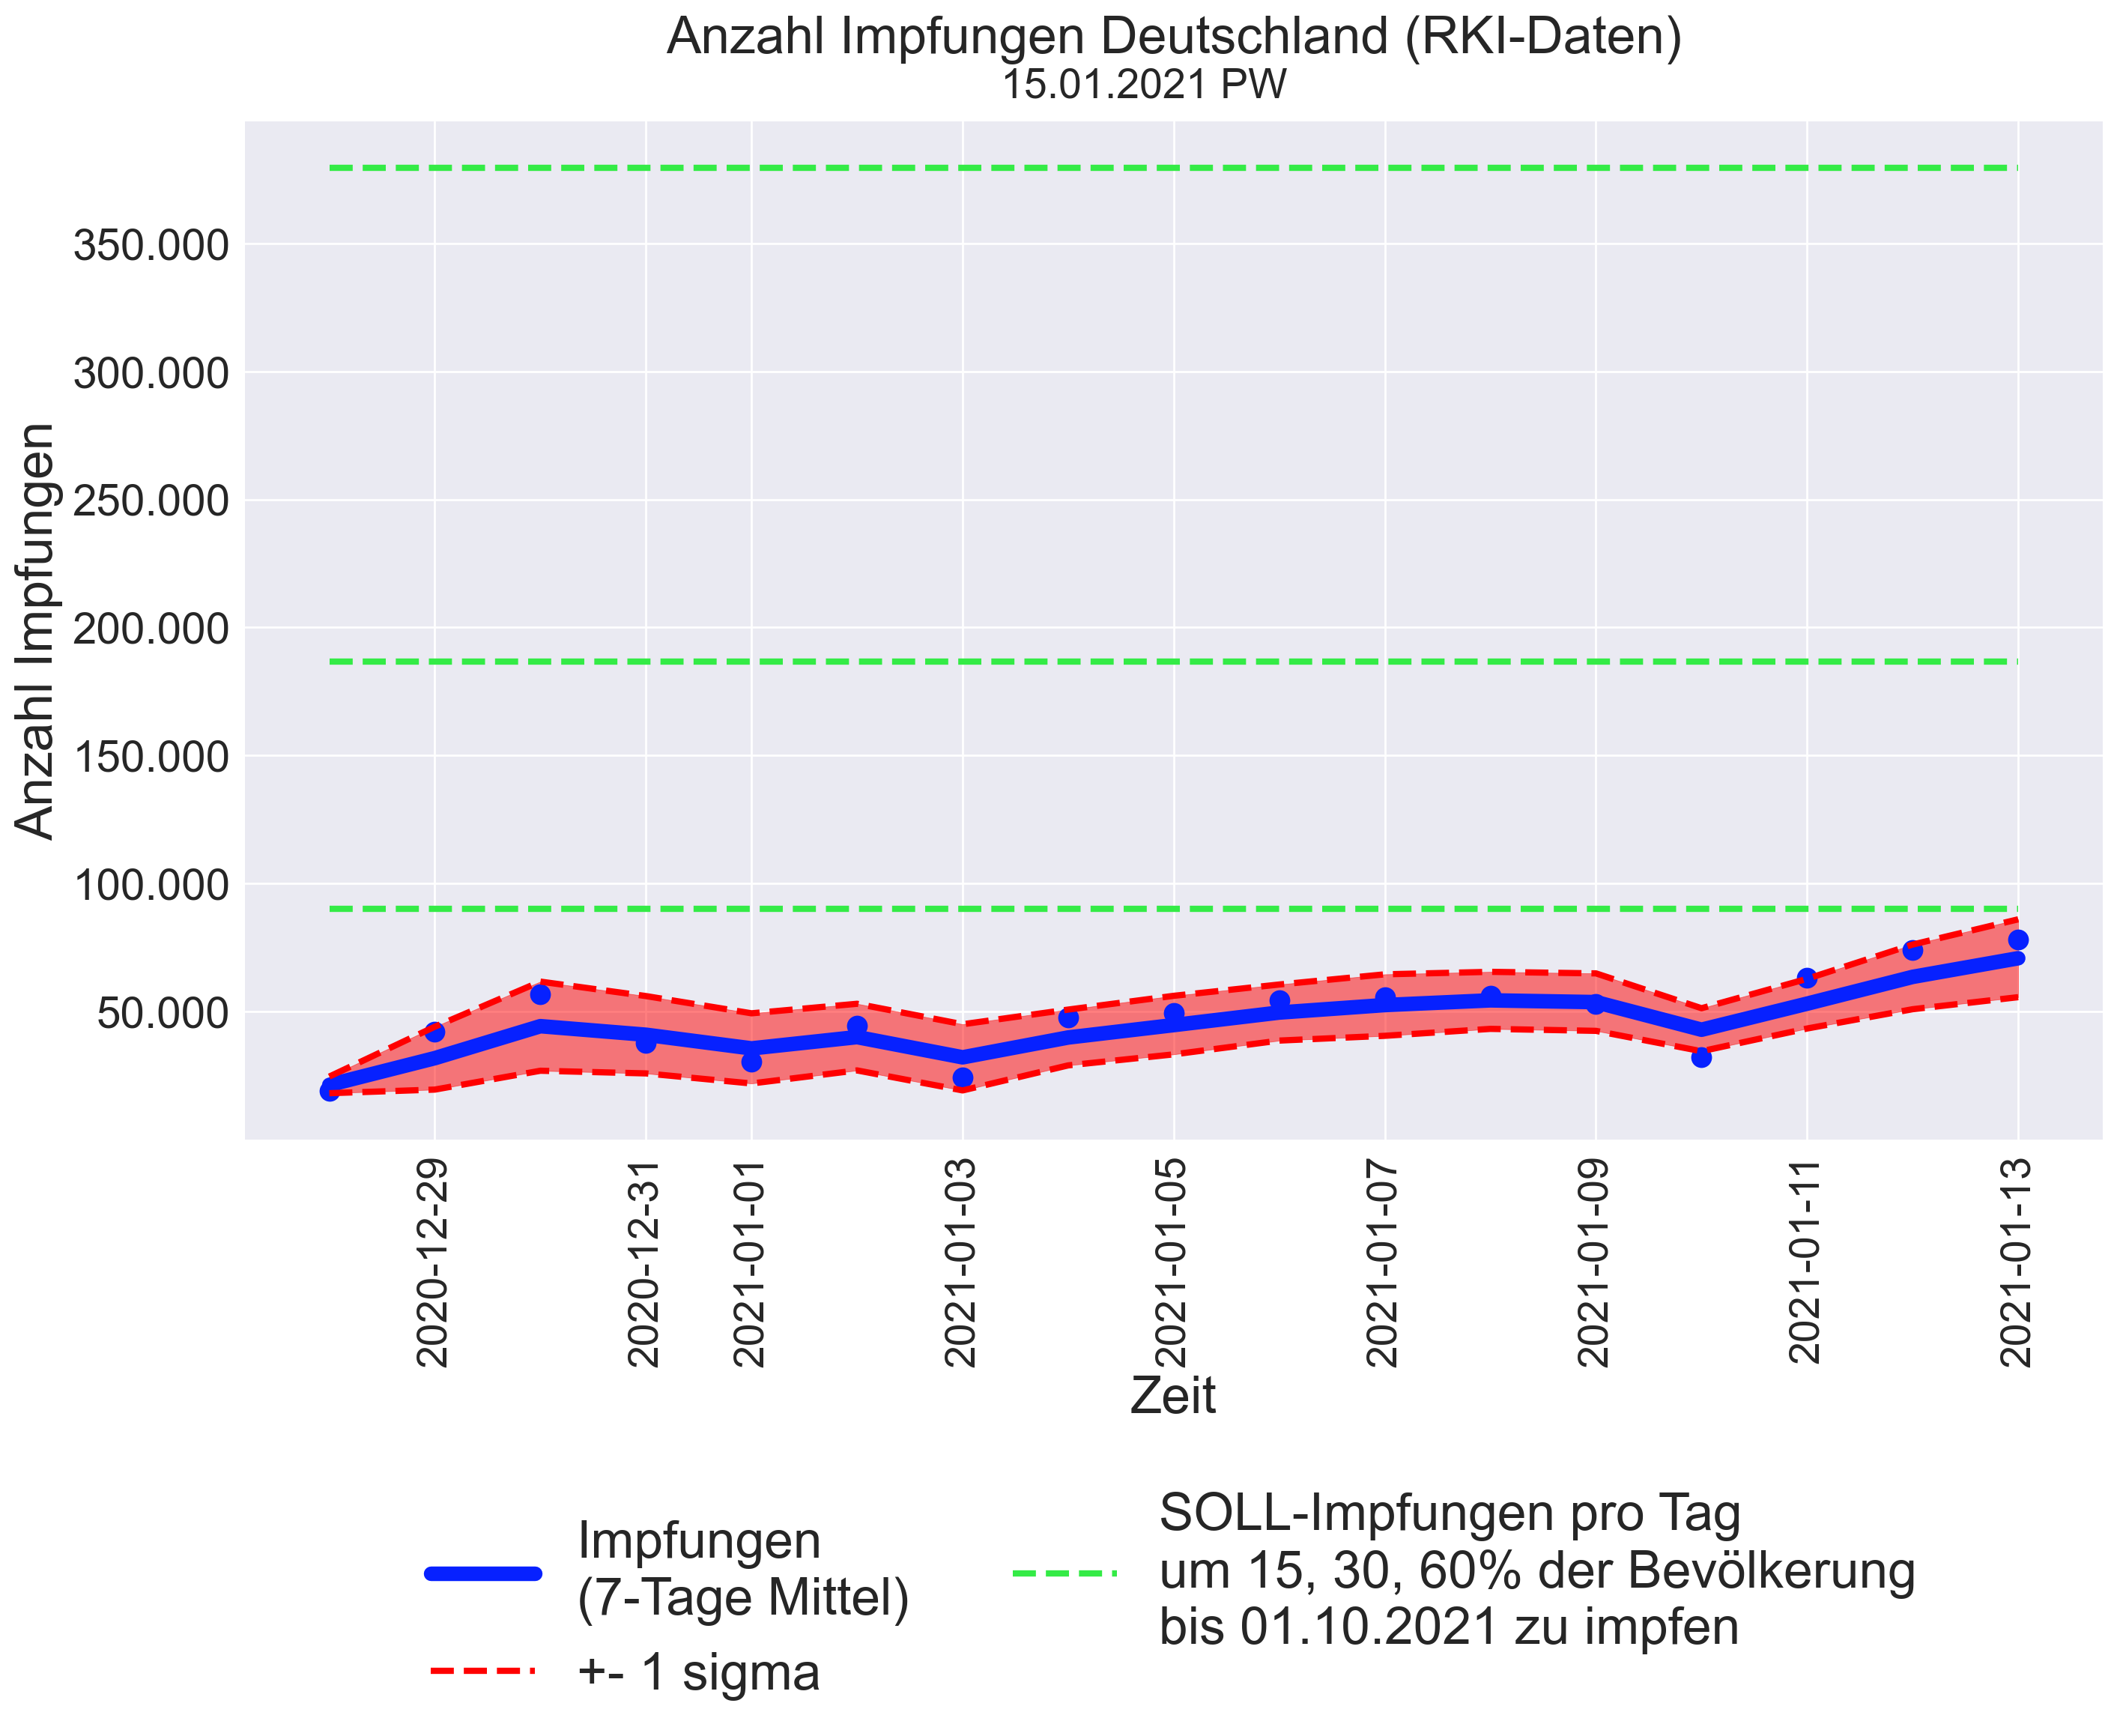 Anzahl Impfungen Deutschland (RKI-Daten)
15.01.2021 PW
Anzahl Impfungen
350.000
300.000
250.000
200.000
150.000
100.000
50.000
2020-12-29
2020-12-31
2021-01-01
2021-01-03
2021-01-05
2021-01-07
2021-01-09
2021-01-11
2021-01-13
Zeit
Impfungen
(7-Tage Mittel)
+- 1 sigma
SOLL-Impfungen pro Tag
um 15, 30, 60% der Bevölkerung
bis 01.10.2021 zu impfen